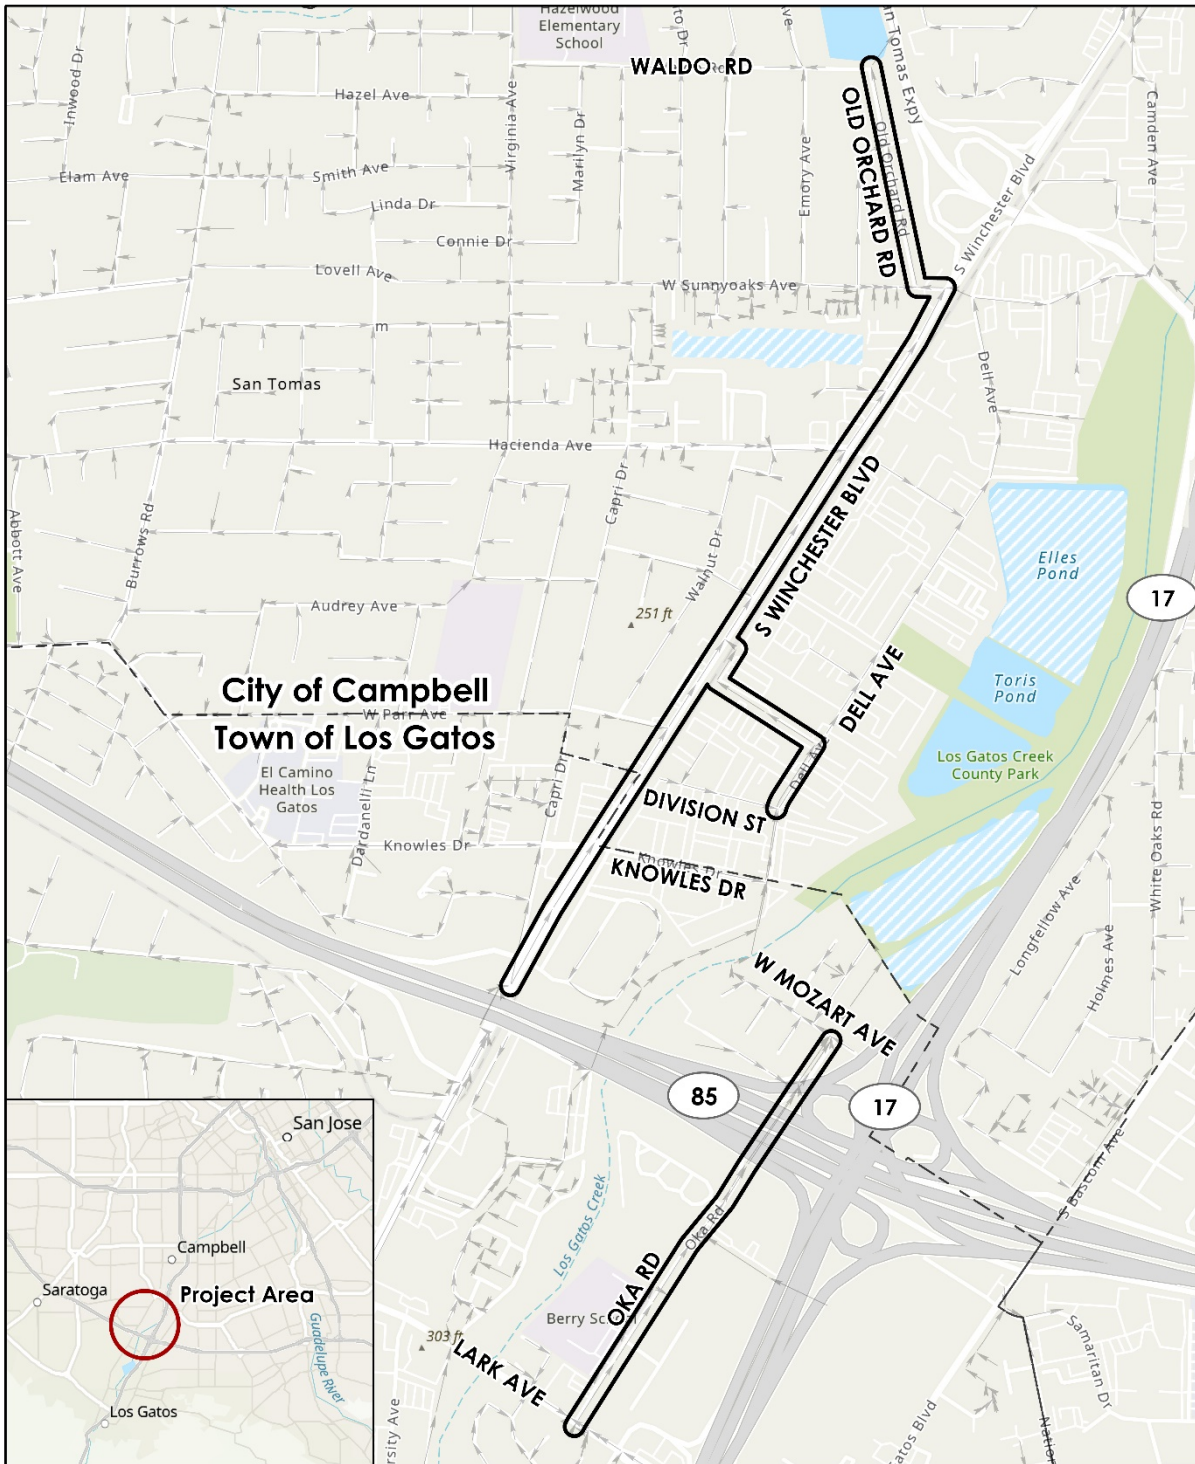 Hazelwood
Elementary
School
WALDO RD
Inwood Dr
Hazel Ave
Virginia Ave
Marilyn Dr
Emory Ave
OLD ORCHARD RD
Old Orchard Rd
Camden Ave
Elam Ave
Smith Ave
Linda Dr
Connie Dr
Lovell Ave
W Sunnyoaks Ave
S Winchester Blvd
m
San Tomas
Dell Ave
Hacienda Ave
Capri Dr
S WINCHESTER BLVD
Abbott Ave
Burrows Rd
Walnut Dr
Elles
Pond
17
Audrey Ave
251 ft
DELL AVE
Toris
Pond
City of Campbell
W Parr Ave
Town of Los Gatos
Los Gatos Creek
County Park
El Camino
Health Los
Gatos
Dardanelli Ln
Capri Dr
Dell Ave
DIVISION ST
White Oaks Rd
Knowles Dr
Knowles Dr
KNOWLES DR
Longfellow Ave
Holmes Ave
W MOZART AVE
85
17
S Bascom Ave
San Jose
Campbell
Saratoga
Project Area
Guadelupe River
Los Gatos
Los Gatos Creek
Oka Rd
OKA RD
Berry School
303 ft
LARK AVE
Samaritan Dr